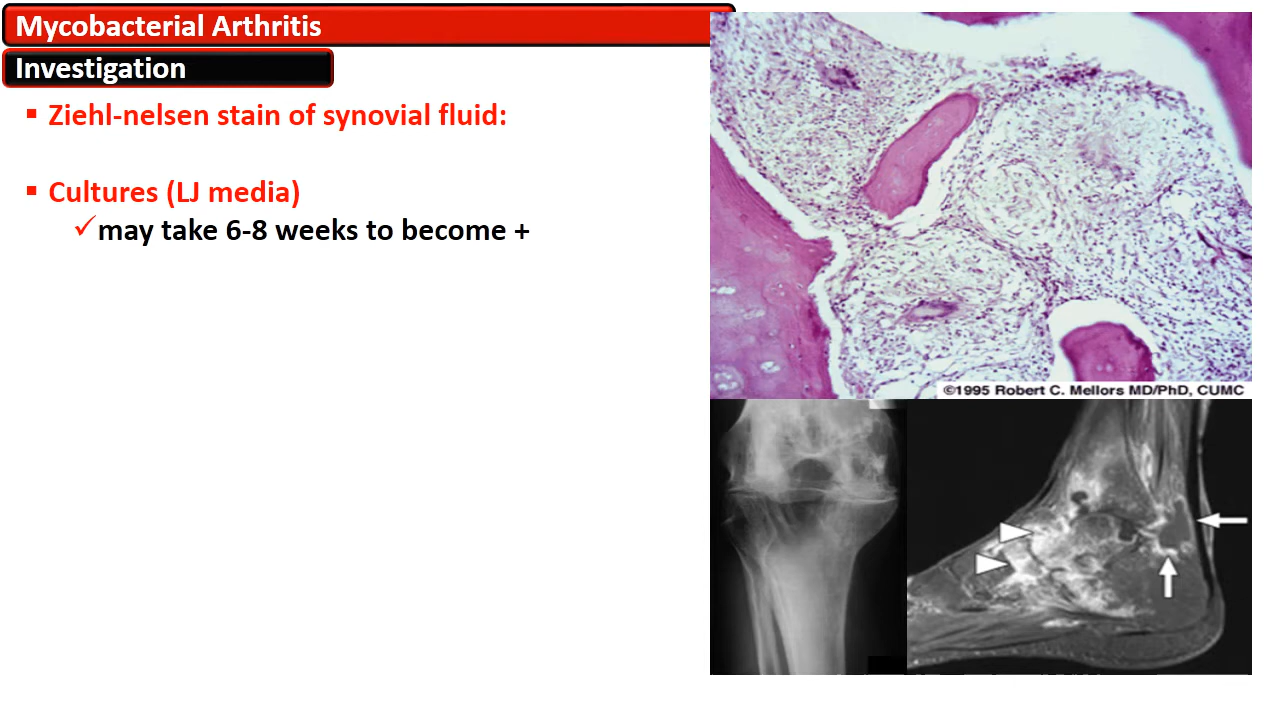 Mycobacterial Arthritis
Investigation
Ziehl-nelsen stain of synovial fluid:
Cultures (LJ media)
may take 6-8 weeks to become +
©1995 Robert C. Mellors MD/PhD, CUMC